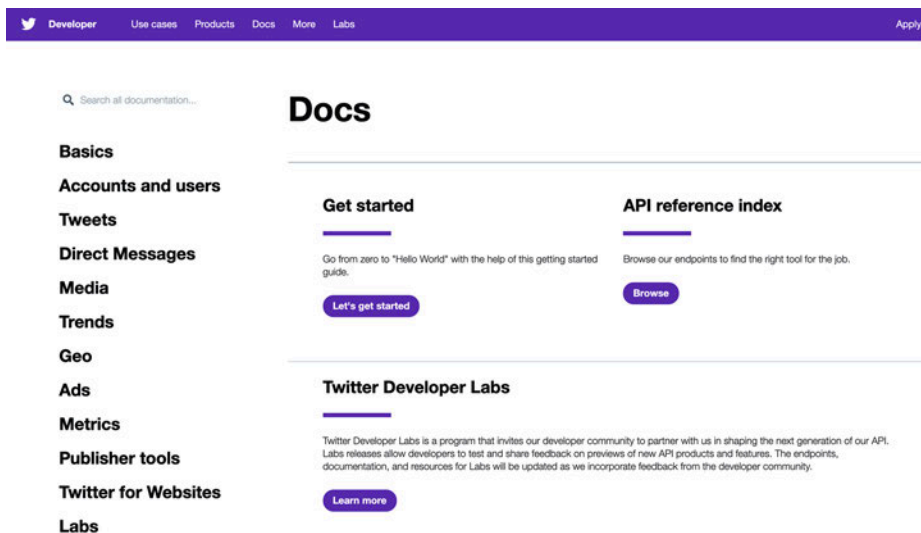 Developer Use cases Products Docs More Labs Apply
Search all documentation...
Docs
Basics
Accounts and users
Tweets
Direct Messages
Media
Trends
Geo
Ads
Metrics
Publisher tools
Twitter for Websites
Labs
Get started
Go from zero to "Hello World" with the help of this getting started
guide.
Let's get started
API reference index
Browse our endpoints to find the right tool for the job.
Browse
Twitter Developer Labs
Twitter Developer Labs is a program that invites our developer community to partner with us in shaping the next generation of our API.
Labs releases allow developers to test and share feedback on previews of new API products and features. The endpoints,
documentation, and resources for Labs will be updated as we incorporate feedback from the developer community.
Learn more